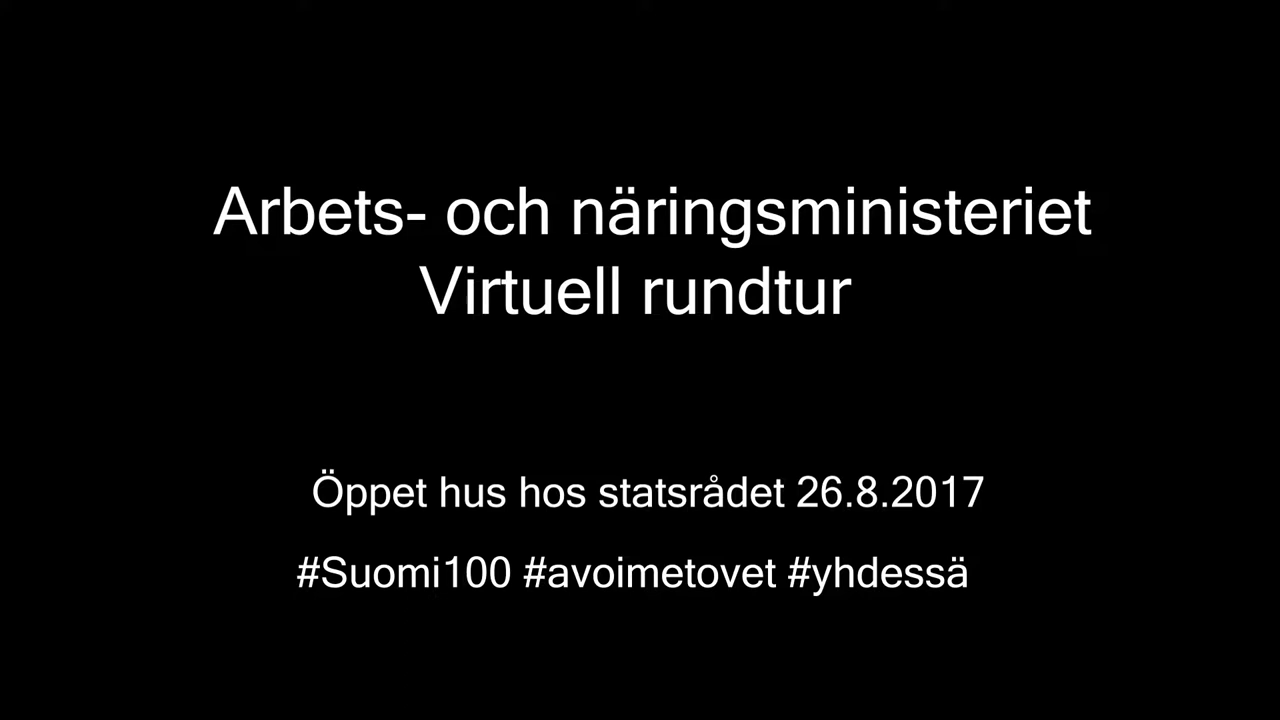 Arbets- och näringsministeriet
Virtuell rundtur
Öppet hus hos statsrådet 26.8.2017
#Suomi100 #avoimetovet #yhdessä